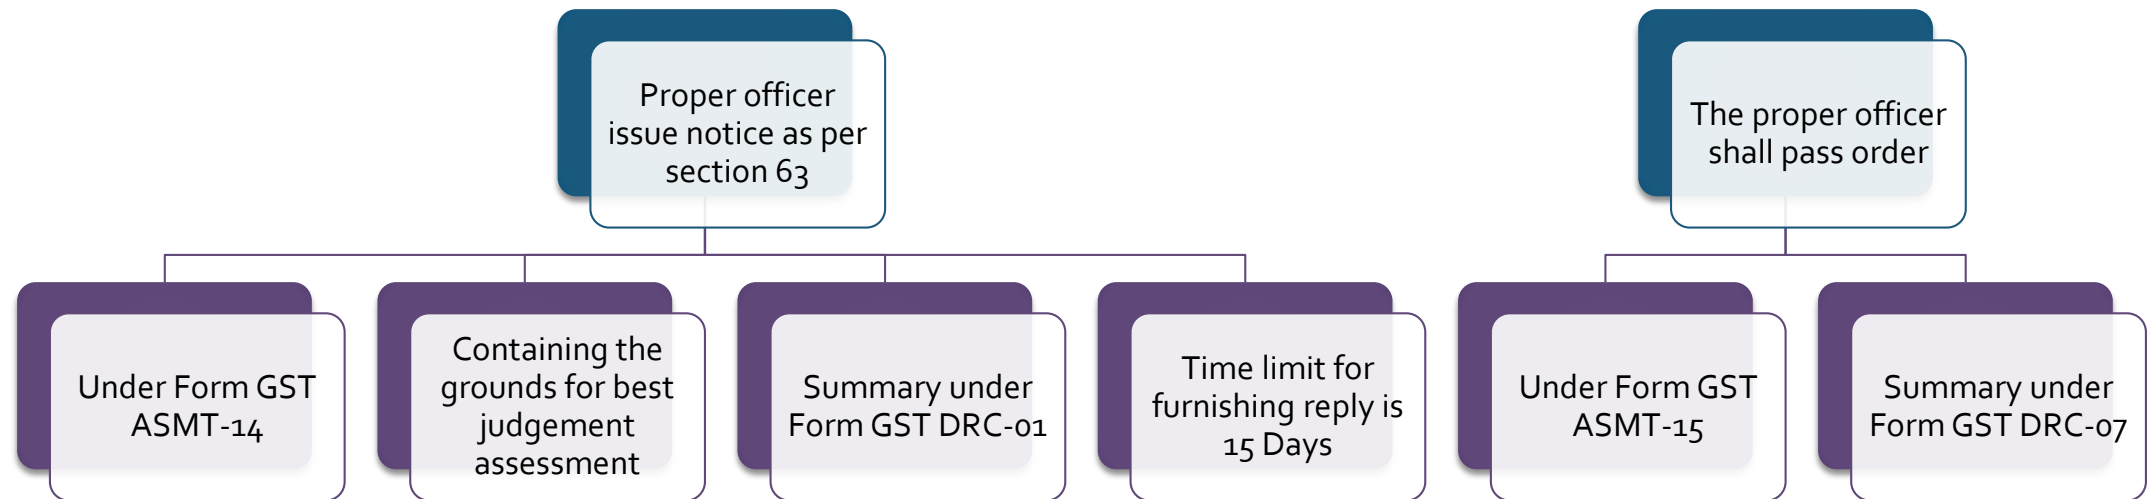 Proper officer
issue notice as per
section 63
The proper officer
shall pass order
Under Form GST
ASMT-14
Containing the
grounds for best
judgement
assessment
Summary under
Form GST DRC-01
Time limit for
furnishing reply is
15 Days
Under Form GST
ASMT-15
Summary under
Form GST DRC-07